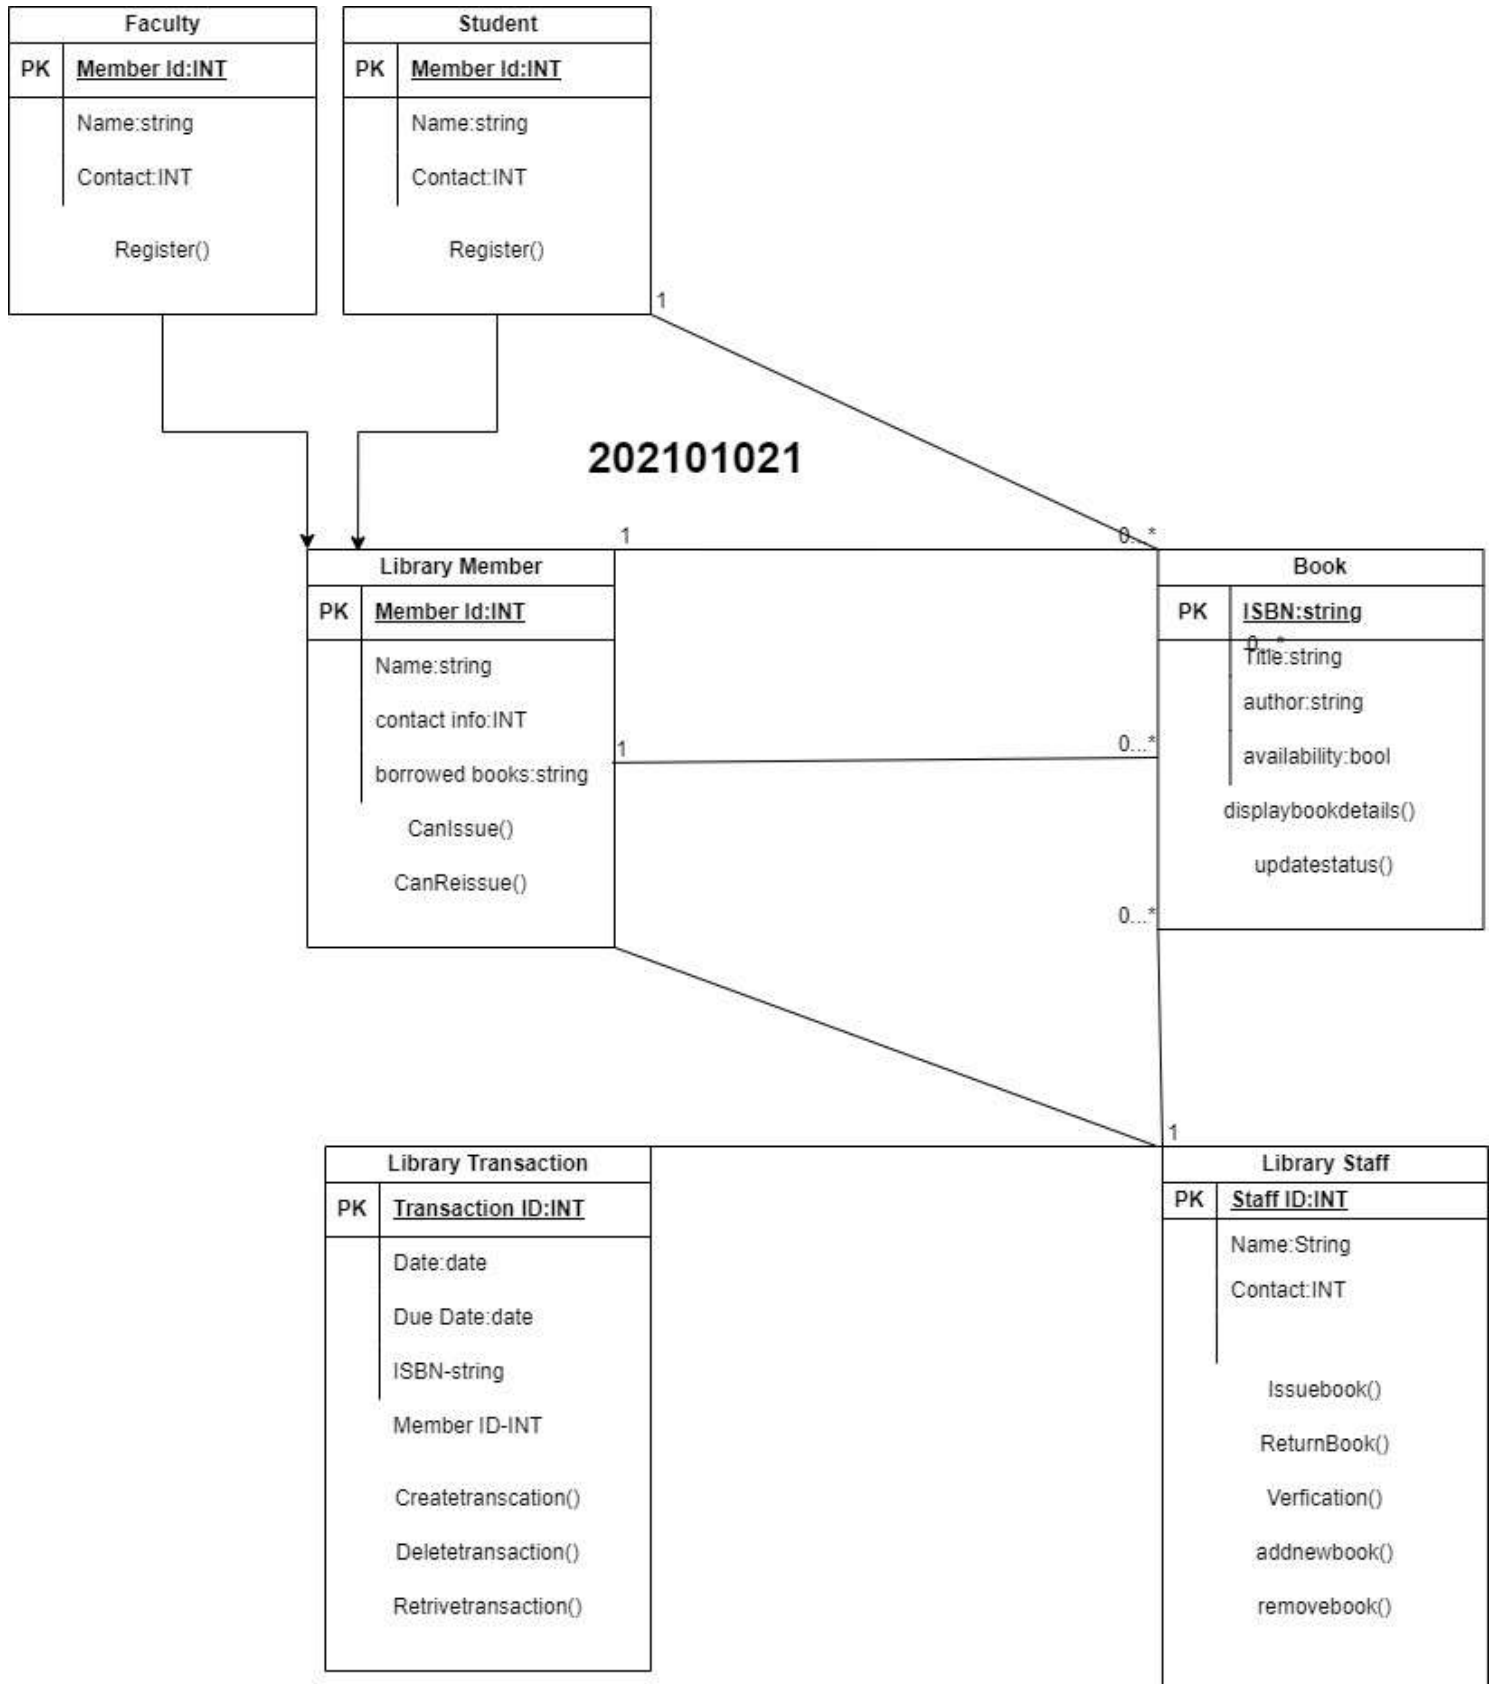 Faculty
PK Member Id:INT
Name:string
Contact:INT
Register()
Student
PK Member Id:INT
Name:string
Contact:INT
Register()
1
202101021
1
0...*
Library Member
PK Member Id:INT
Name:string
contact info:INT
borrowed books:string
CanIssue()
CanReissue()
1
0...*
0...*
Book
PK ISBN:string
0...*
Title:string
author:string
availability:bool
displaybookdetails()
updatestatus()
1
Library Transaction
PK Transaction ID:INT
Date:date
Due Date:date
ISBN-string
Member ID-INT
Createtranscation()
Deletetransaction()
Retrivetransaction()
Library Staff
PK Staff ID:INT
Name:String
Contact:INT
Issuebook()
ReturnBook()
Verfication()
addnewbook()
removebook()